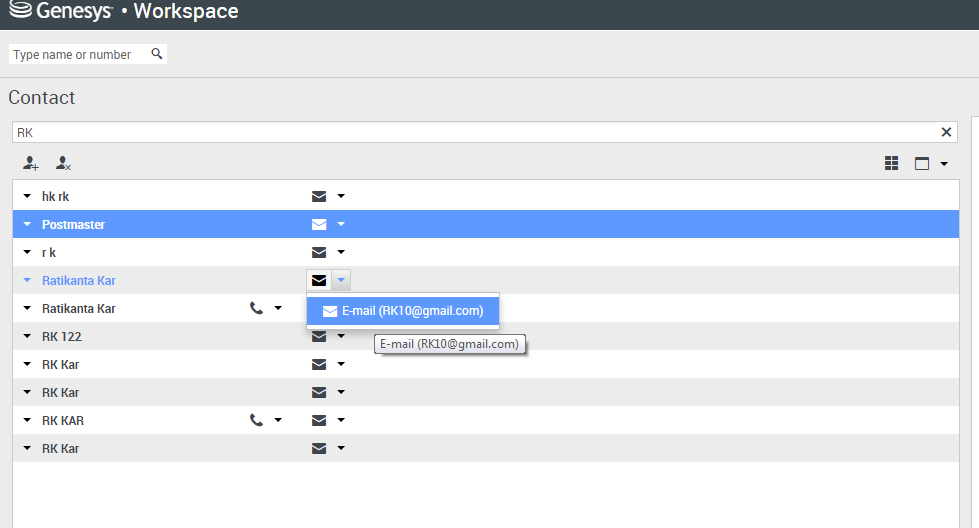 Genesys • Workspace
Type name or number
Contact
RK
hk rk
Postmaster
r k
Ratikanta Kar
Ratikanta Kar
E-mail (RK10@gmail.com)
RK 122
E-mail (RK10@gmail.com)
RK Kar
RK Kar
RK KAR
RK Kar